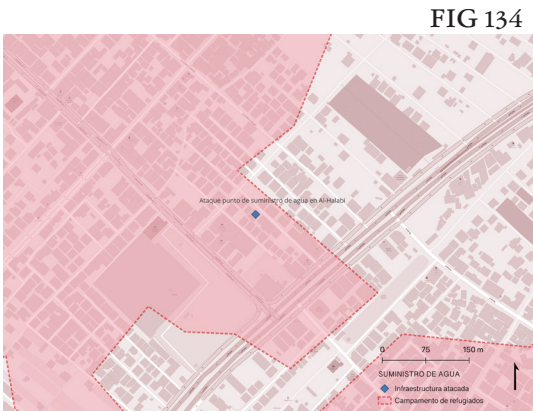 FIG 134
Ataque punto de suministro de agua en Al-Halabi
0 75 150 m
SUMINISTRO DE AGUA
Infraestructura atacada
Campamento de refugiados